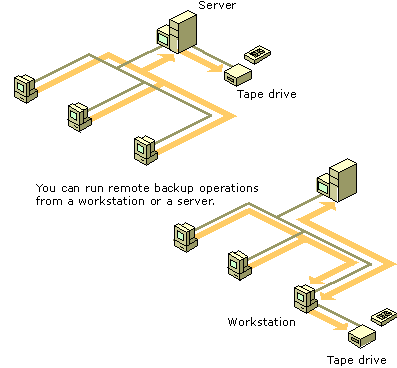 Server
Tape drive
You can run remote backup operations
from a workstation or a server.
Workstation
Tape drive